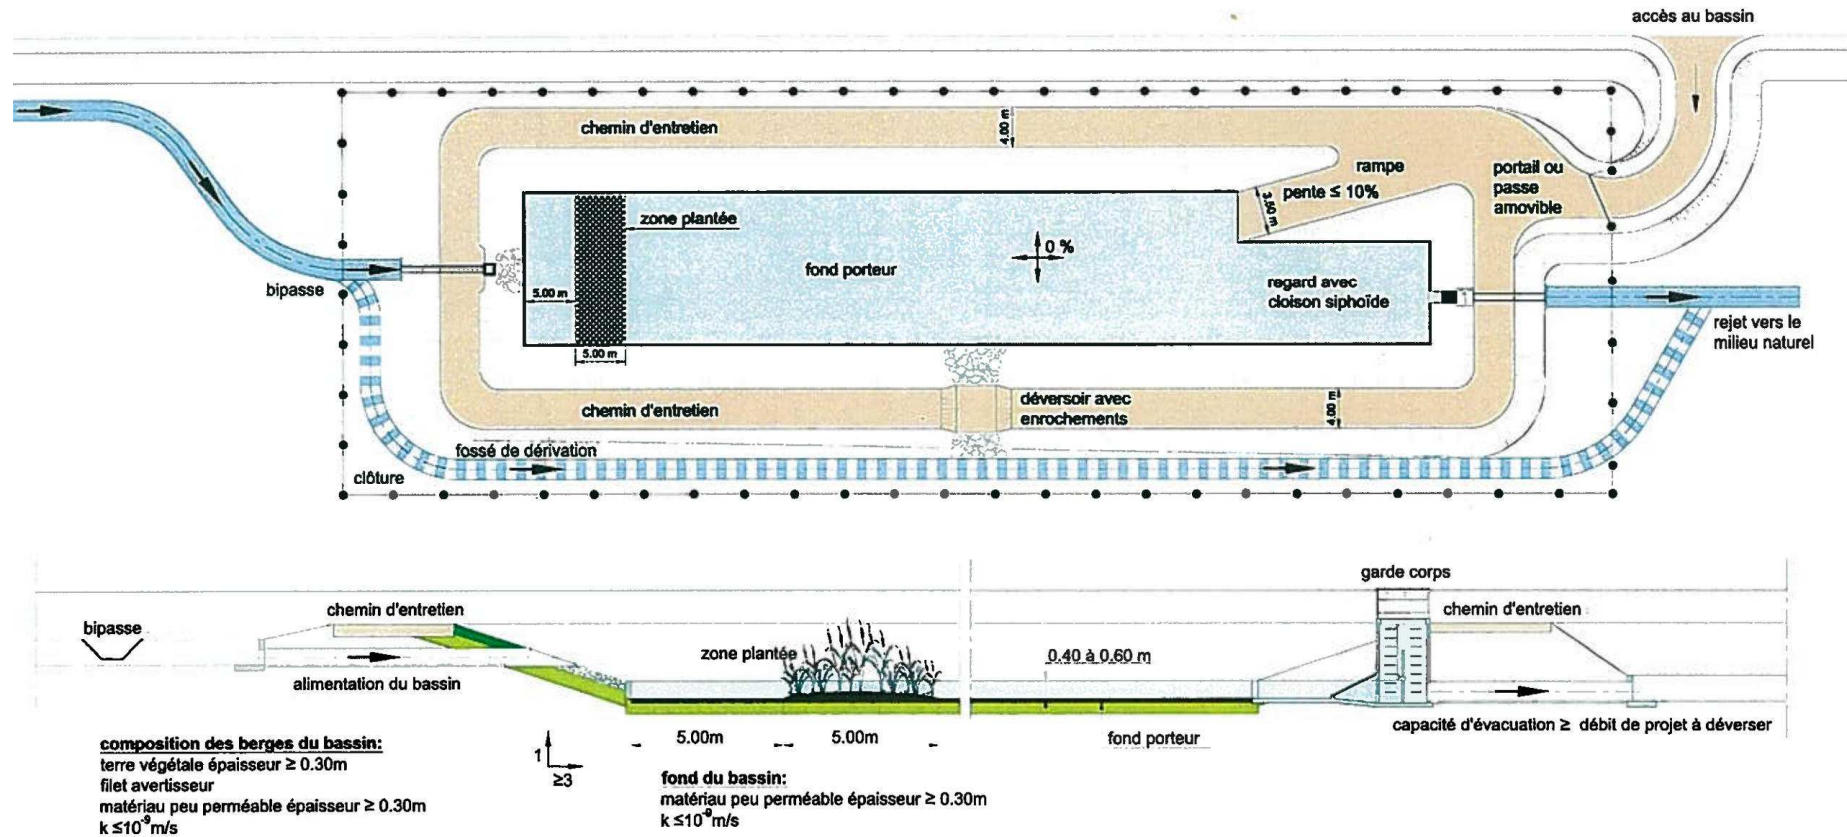 accès au bassin
chemin d'entretien
4.00 m
rampe
pente ≤ 10%
3.50 m
portail ou
passe
amovible
zone plantée
0 %
fond porteur
bipasse
5.00 m
regard avec
cloison siphoïde
5.00 m
rejet vers le
milieu naturel
chemin d'entretien
déversoir avec
enrochements
4.00 m
fossé de dérivation
clôture
garde corps
chemin d'entretien
chemin d'entretien
bipasse
zone plantée
0.40 à 0.60 m
alimentation du bassin
capacité d'évacuation ≥ débit de projet à déverser
5.00m
5.00m
fond porteur
composition des berges du bassin:
terre végétale épaisseur ≥ 0.30m
filet avertisseur
matériau peu perméable épaisseur ≥ 0.30m
k ≤10⁻⁹m/s
1
≥3
fond du bassin:
matériau peu perméable épaisseur ≥ 0.30m
k ≤10⁻⁹m/s